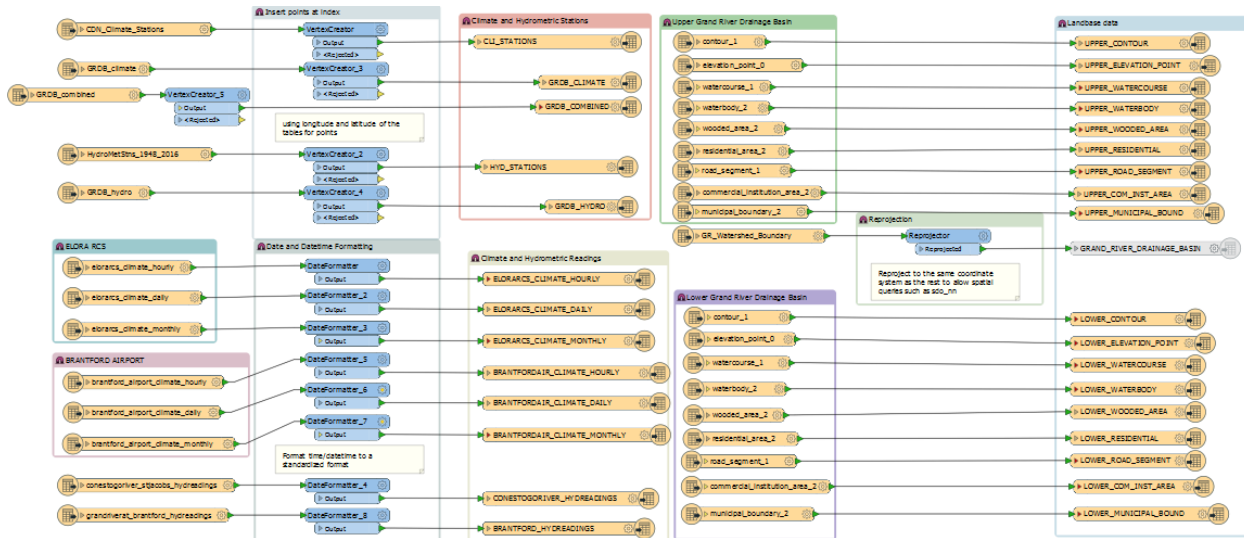 Insert points at Index
CDN_Climate_Stations
VertexCreator
Output
<Rejected>
GRDB_climate
VertexCreator_3
Output
<Rejected>
GRDB_combined
VertexCreator_5
Output
<Rejected>
using longitude and latitude of the
tables for points
HydroMetStns_1948_2016
VertexCreator_2
Output
<Rejected>
GRDB_hydro
VertexCreator_4
Output
<Rejected>
Climate and Hydrometric Stations
CLI_STATIONS
GRDB_CLIMATE
GRDB_COMBINED
HYD_STATIONS
GRDB_HYDRO
Upper Grand River Drainage Basin
contour_1
elevation_point_0
watercourse_1
waterbody_2
wooded_area_2
residential_area_2
road_segment_1
commercial_institution_area_2
municipal_boundary_2
GR_Watershed_Boundary
Reprojection
Reprojector
Reprojected
Reproject to the same coordinate
system as the rest to allow spatial
queries such as sdo_nn
Landbase data
UPPER_CONTOUR
UPPER_ELEVATION_POINT
UPPER_WATERCOURSE
UPPER_WATERBODY
UPPER_WOODED_AREA
UPPER_RESIDENTIAL
UPPER_ROAD_SEGMENT
UPPER_COM_INST_AREA
UPPER_MUNICIPAL_BOUND
GRAND_RIVER_DRAINAGE_BASIN
ELORA RCS
elorarcs_climate_hourly
elorarcs_climate_daily
elorarcs_climate_monthly
BRANTFORD AIRPORT
brantford_airport_climate_hourly
brantford_airport_climate_daily
brantford_airport_climate_monthly
conestogoriver_stjacobs_hydreadings
grandriverat_brantford_hydreadings
Date and Datetime Formatting
DateFormatter
Output
DateFormatter_2
Output
DateFormatter_3
Output
DateFormatter_5
Output
DateFormatter_6
Output
DateFormatter_7
Output
Format time/datetime to a
standardized format
DateFormatter_4
Output
DateFormatter_8
Output
Climate and Hydrometric Readings
ELORARCS_CLIMATE_HOURLY
ELORARCS_CLIMATE_DAILY
ELORARCS_CLIMATE_MONTHLY
BRANTFORDAIR_CLIMATE_HOURLY
BRANTFORDAIR_CLIMATE_DAILY
BRANTFORDAIR_CLIMATE_MONTHLY
CONESTOGORIVER_HYDREADINGS
BRANTFORD_HYDREADINGS
Lower Grand River Drainage Basin
contour_1
elevation_point_0
watercourse_1
waterbody_2
wooded_area_2
residential_area_2
road_segment_1
commercial_institution_area_2
municipal_boundary_2
LOWER_CONTOUR
LOWER_ELEVATION_POINT
LOWER_WATERCOURSE
LOWER_WATERBODY
LOWER_WOODED_AREA
LOWER_RESIDENTIAL
LOWER_ROAD_SEGMENT
LOWER_COM_INST_AREA
LOWER_MUNICIPAL_BOUND